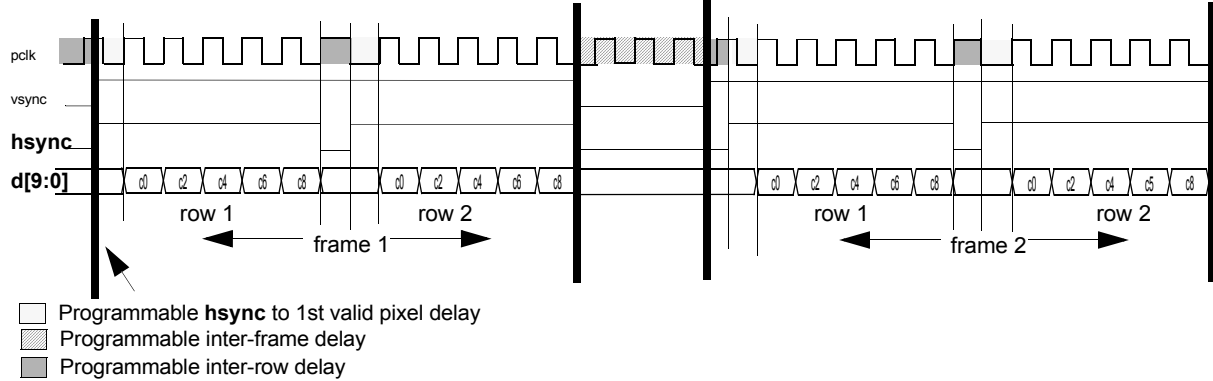 pclk
vsync
hsync
d[9:0] c0 c2 c4 c6 c8 c0 c2 c4 c6 c8 c0 c2 c4 c6 c8 c0 c2 c4 c5 c8
row 1 row 2 row 1 row 2
frame 1 frame 2
Programmable hsync to 1st valid pixel delay
Programmable inter-frame delay
Programmable inter-row delay